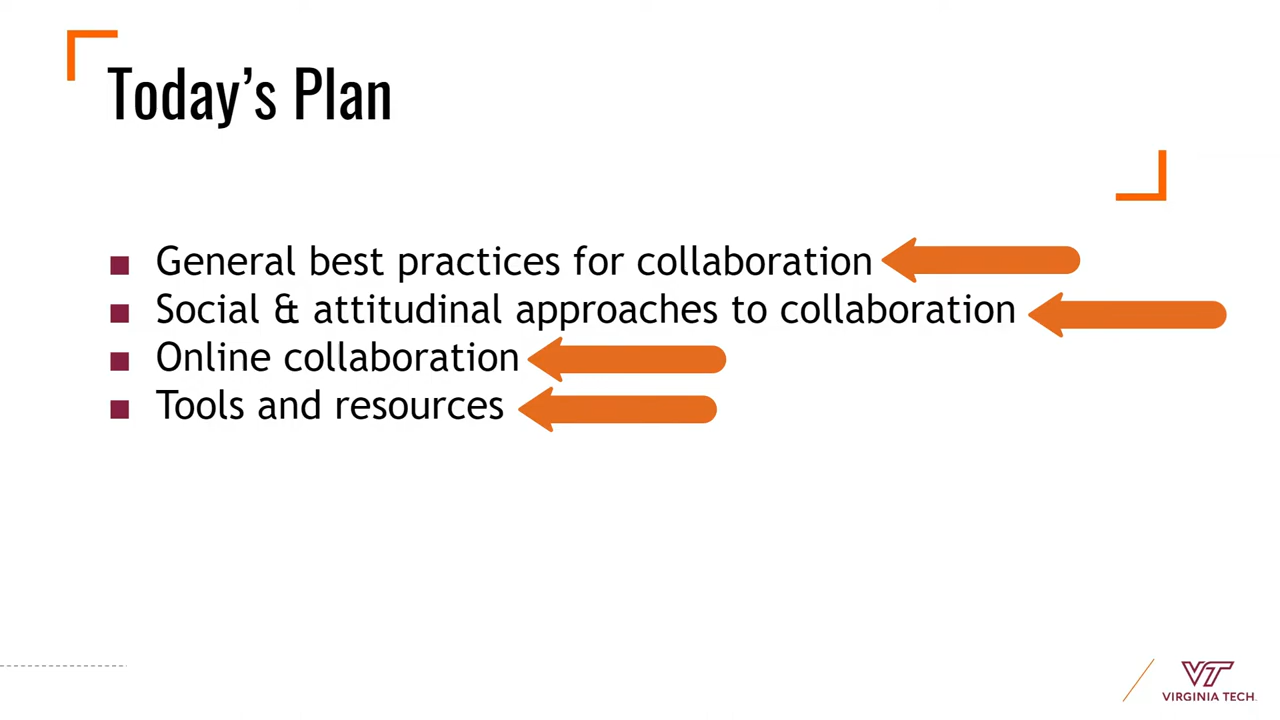 Today’s Plan
General best practices for collaboration
Social & attitudinal approaches to collaboration
Online collaboration
Tools and resources
VT
VIRGINIA TECH